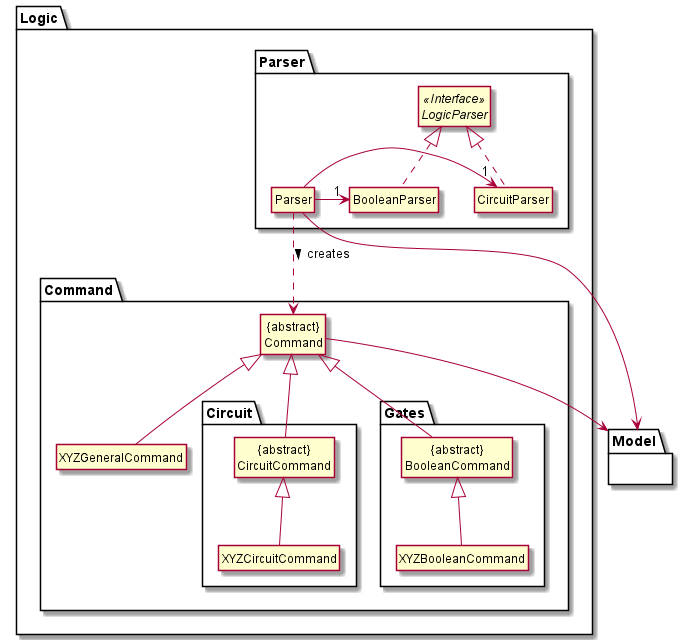 Logic
Parser
«Interface»
LogicParser
1
1
Parser
BooleanParser
CircuitParser
creates
Command
{abstract}
Command
Circuit
Gates
Model
{abstract}
CircuitCommand
{abstract}
BooleanCommand
XYZGeneralCommand
XYZCircuitCommand
XYZBooleanCommand